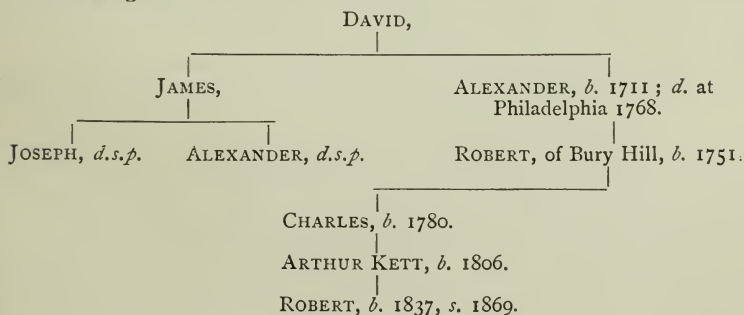 DAVID,
JAMES,
ALEXANDER, b. 1711 ; d. at
Philadelphia 1768.
JOSEPH, d.s.p.
ALEXANDER, d.s.p.
ROBERT, of Bury Hill, b. 1751.
CHARLES, b. 1780.
ARTHUR KETT, b. 1806.
ROBERT, b. 1837, s. 1869.